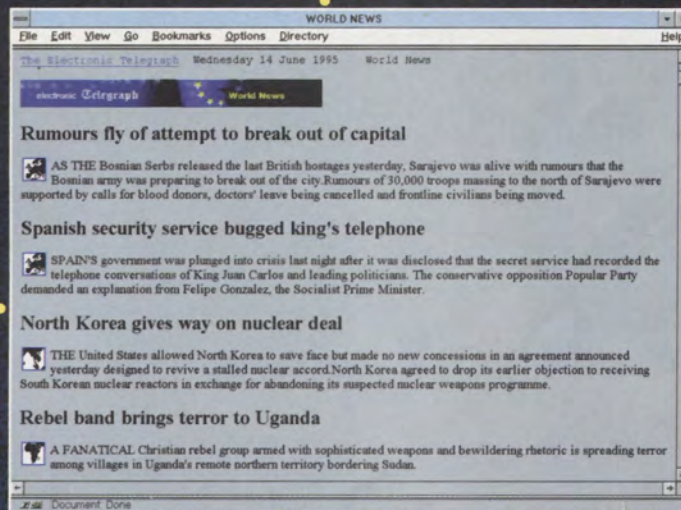 WORLD NEWS
File Edit View Go Bookmarks Options Directory Help
The Electronic Telegraph Wednesday 14 June 1995 World News
electronic Telegraph World News
Rumours fly of attempt to break out of capital
AS THE Bosnian Serbs released the last British hostages yesterday, Sarajevo was alive with rumours that the
Bosnian army was preparing to break out of the city.Rumours of 30,000 troops massing to the north of Sarajevo were
supported by calls for blood donors, doctors' leave being cancelled and frontline civilians being moved.
Spanish security service bugged king's telephone
SPAIN'S government was plunged into crisis last night after it was disclosed that the secret service had recorded the
telephone conversations of King Juan Carlos and leading politicians. The conservative opposition Popular Party
demanded an explanation from Felipe Gonzalez, the Socialist Prime Minister.
North Korea gives way on nuclear deal
THE United States allowed North Korea to save face but made no new concessions in an agreement announced
yesterday designed to revive a stalled nuclear accord.North Korea agreed to drop its earlier objection to receiving
South Korean nuclear reactors in exchange for abandoning its suspected nuclear weapons programme.
Rebel band brings terror to Uganda
A FANATICAL Christian rebel group armed with sophisticated weapons and bewildering rhetoric is spreading terror
among villages in Uganda's remote northern territory bordering Sudan.
Document Done